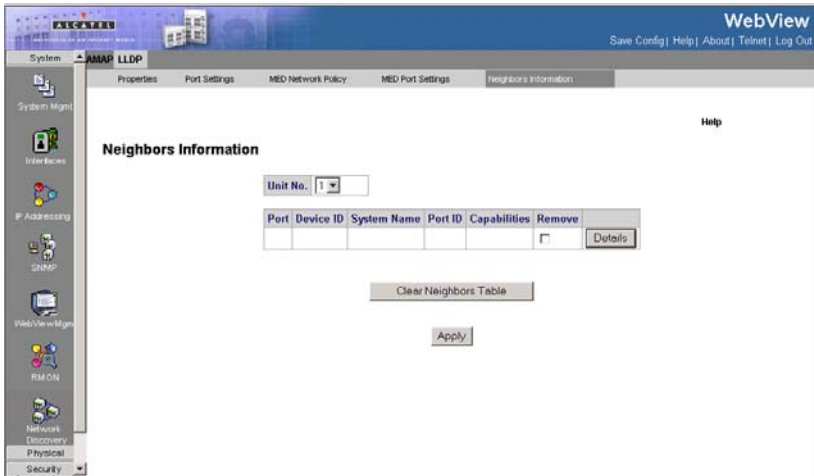 ALCATEL
WebView
Save Config | Help | About | Telnet | Log Out
System
AMAP LLDP
Properties Port Settings MED Network Policy MED Port Settings Neighbors Information
System Mgmt
Help
Interfaces
Neighbors Information
Unit No. 1
IP Addressing
Port Device ID System Name Port ID Capabilities Remove
Details
SNMP
Clear Neighbors Table
WebViewMgm
Apply
RMON
Network
Discovery
Physical
Security